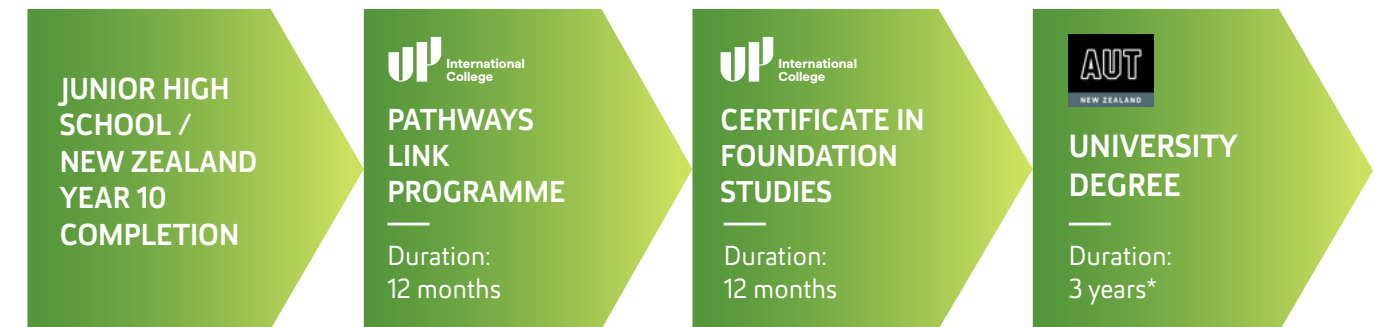 JUNIOR HIGH
SCHOOL /
NEW ZEALAND
YEAR 10
COMPLETION
UP International
College
PATHWAYS
LINK
PROGRAMME
Duration:
12 months
UP International
College
CERTIFICATE IN
FOUNDATION
STUDIES
Duration:
12 months
AUT
NEW ZEALAND
UNIVERSITY
DEGREE
Duration:
3 years*